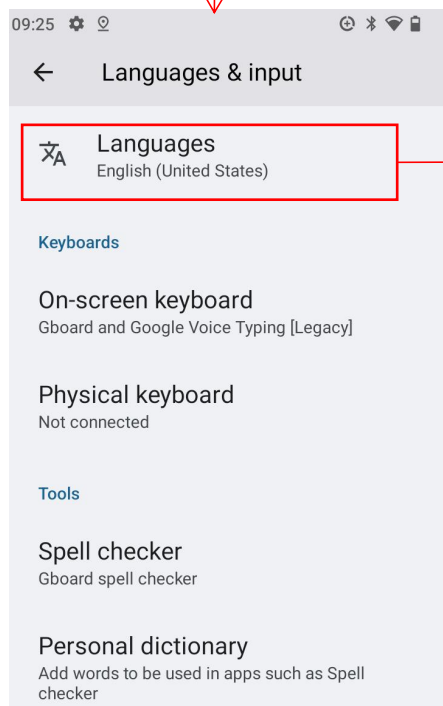 09:25
Languages & input
Languages
English (United States)
Keyboards
On-screen keyboard
Gboard and Google Voice Typing [Legacy]
Physical keyboard
Not connected
Tools
Spell checker
Gboard spell checker
Personal dictionary
Add words to be used in apps such as Spell
checker